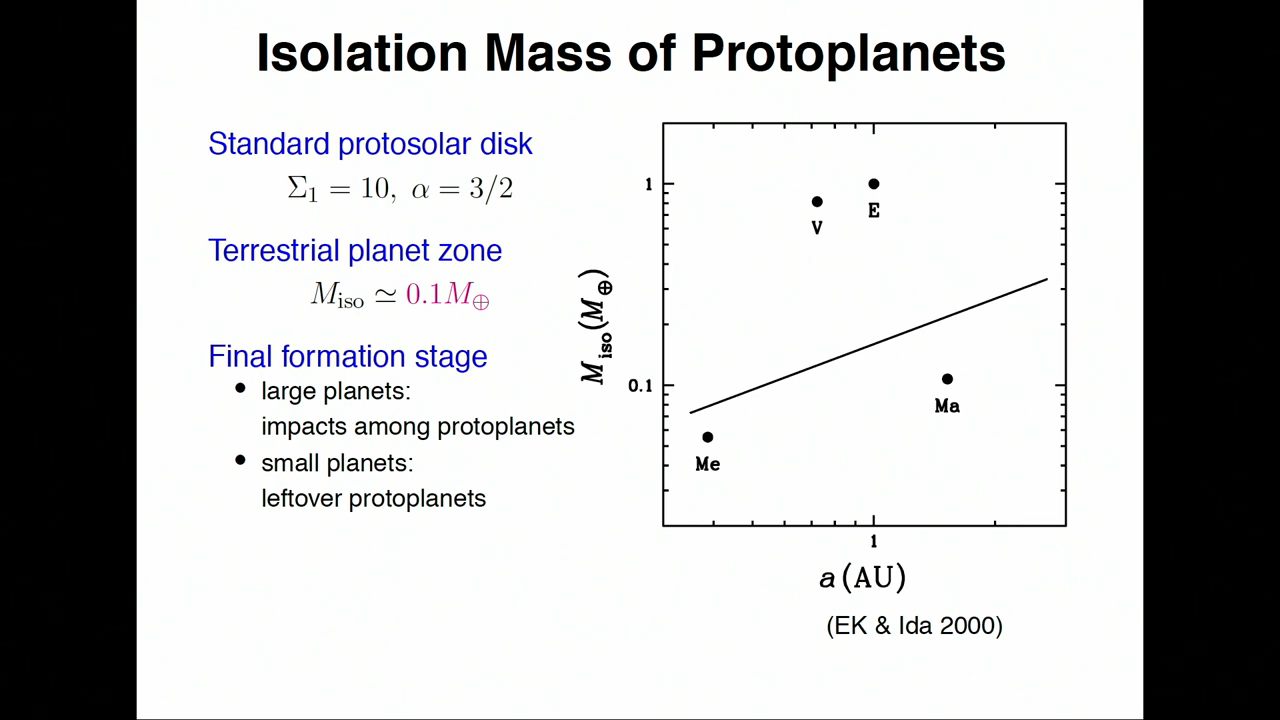 Isolation Mass of Protoplanets
Standard protosolar disk
Σ₁ = 10, α = 3/2
Terrestrial planet zone
M_iso ≃ 0.1M⊕
Final formation stage
• large planets:
impacts among protoplanets
• small planets:
leftover protoplanets
M_iso(M⊕)
1
0.1
V
E
Ma
Me
1
a(AU)
(EK & Ida 2000)